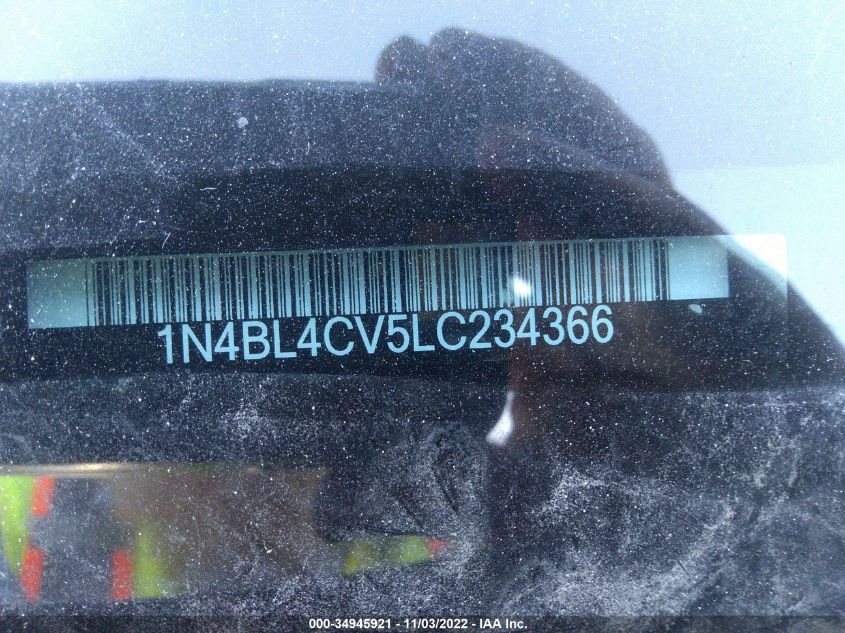 1N4BL4CV5LC234366
000-34945921 - 11/03/2022 - IAA Inc.